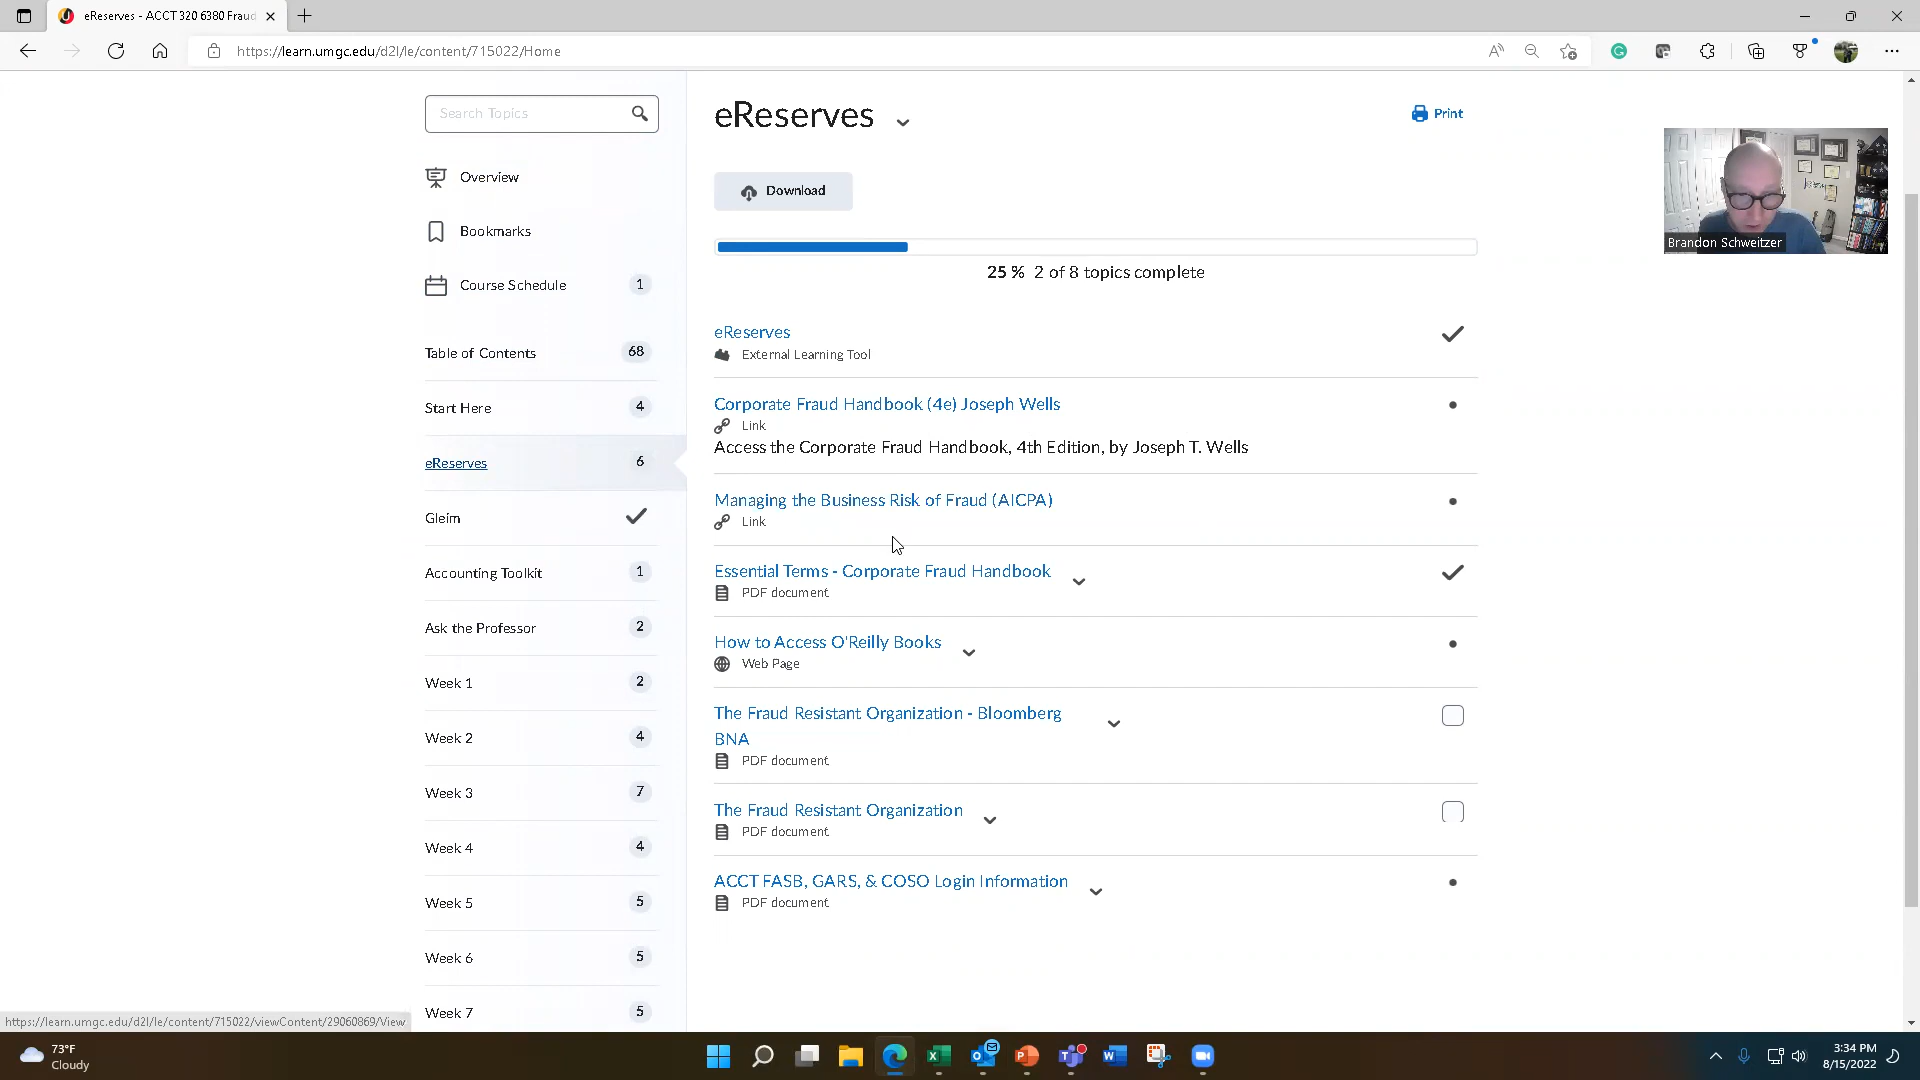 eReserves - ACCT 320 6380 Fraud
https://learn.umgc.edu/d2l/le/content/715022/Home
Search Topics
Overview
Bookmarks
Course Schedule 1
Table of Contents 68
Start Here 4
eReserves 6
Gleim
Accounting Toolkit 1
Ask the Professor 2
Week 1 2
Week 2 4
Week 3 7
Week 4 4
Week 5 5
Week 6 5
Week 7 5
eReserves
Print
Download
25 % 2 of 8 topics complete
eReserves
External Learning Tool
Corporate Fraud Handbook (4e) Joseph Wells
Link
Access the Corporate Fraud Handbook, 4th Edition, by Joseph T. Wells
Managing the Business Risk of Fraud (AICPA)
Link
Essential Terms - Corporate Fraud Handbook
PDF document
How to Access O'Reilly Books
Web Page
The Fraud Resistant Organization - Bloomberg
BNA
PDF document
The Fraud Resistant Organization
PDF document
ACCT FASB, GARS, & COSO Login Information
PDF document
Brandon Schweitzer
https://learn.umgc.edu/d2l/le/content/715022/viewContent/29060869/View
73°F
Cloudy
3:34 PM
8/15/2022